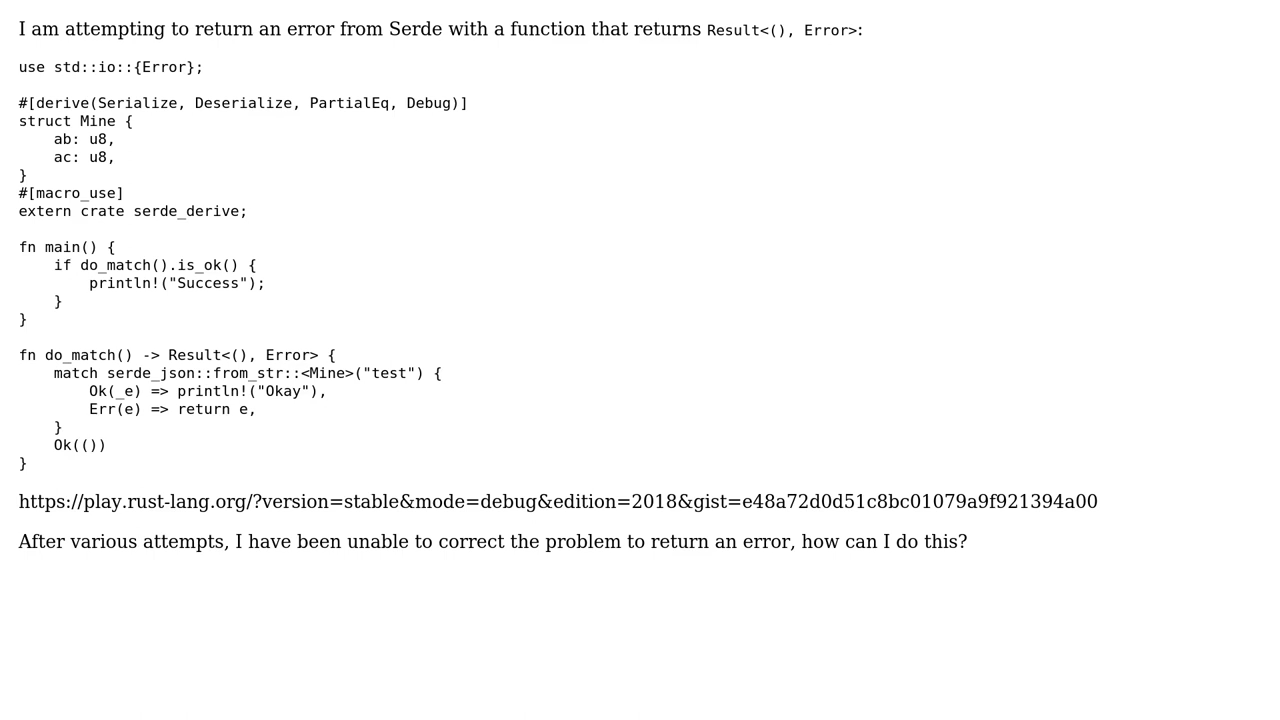 I am attempting to return an error from Serde with a function that returns Result<(), Error>:
use std::io::{Error};
#[derive(Serialize, Deserialize, PartialEq, Debug)]
struct Mine {
    ab: u8,
    ac: u8,
}
#[macro_use]
extern crate serde_derive;
fn main() {
    if do_match().is_ok() {
        println!("Success");
    }
}
fn do_match() -> Result<(), Error> {
    match serde_json::from_str::<Mine>("test") {
        Ok(_e) => println!("Okay"),
        Err(e) => return e,
    }
    Ok(())
}
https://play.rust-lang.org/?version=stable&mode=debug&edition=2018&gist=e48a72d0d51c8bc01079a9f921394a00
After various attempts, I have been unable to correct the problem to return an error, how can I do this?